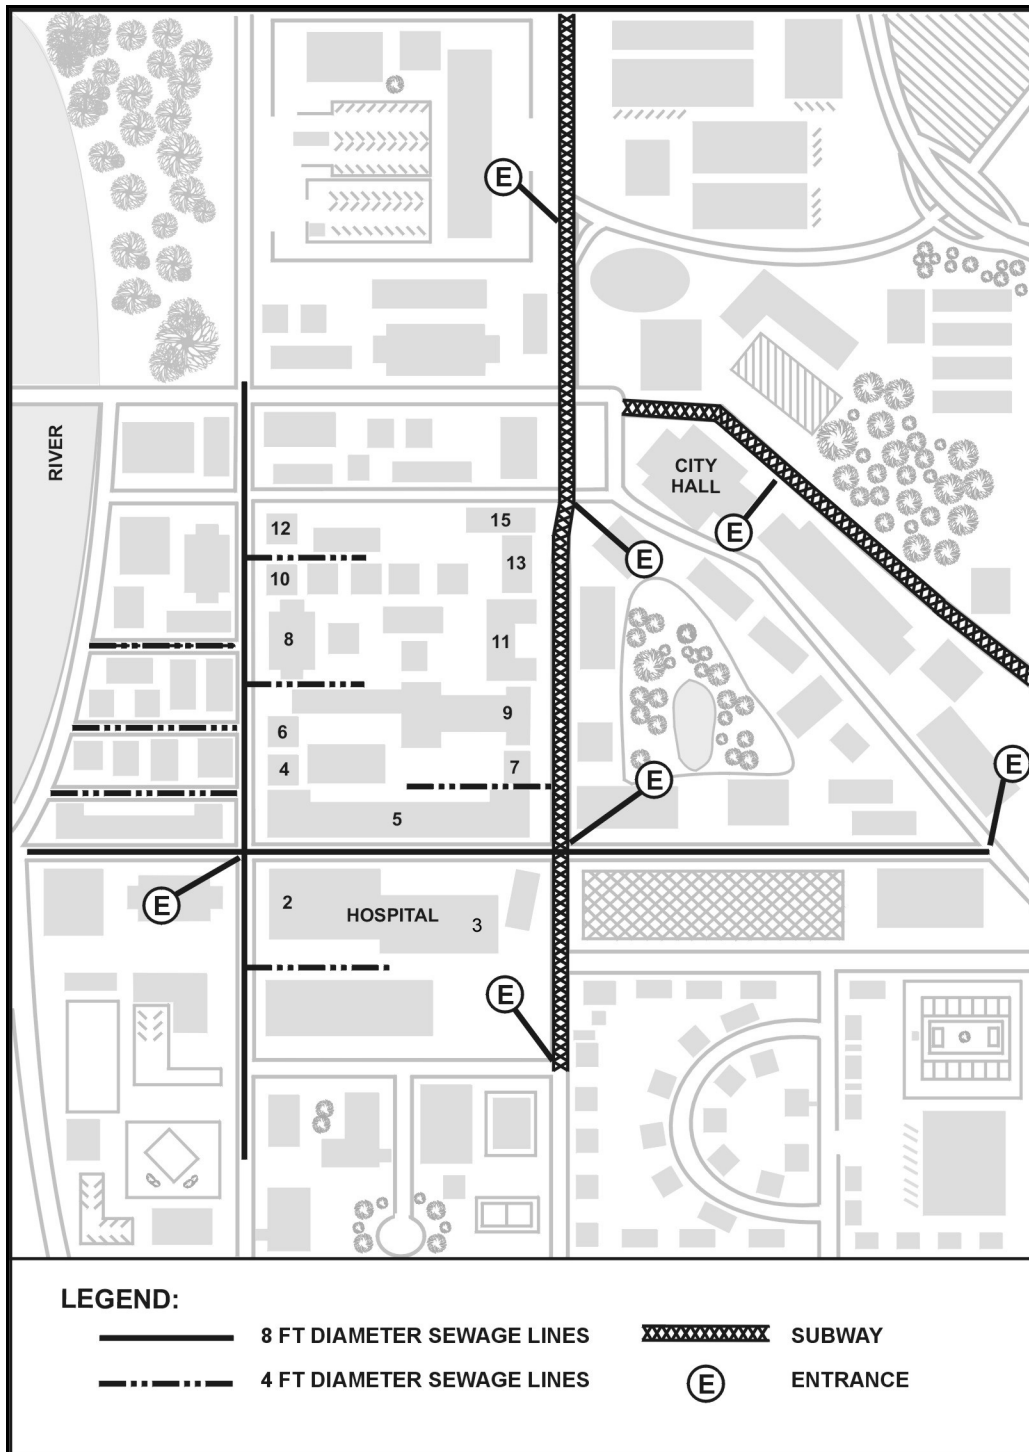 E
RIVER
CITY
HALL
E
12
15
E
10
13
8
11
9
6
4
7
E
E
5
E
2
HOSPITAL
3
E
LEGEND:
8 FT DIAMETER SEWAGE LINES
SUBWAY
4 FT DIAMETER SEWAGE LINES
E
ENTRANCE